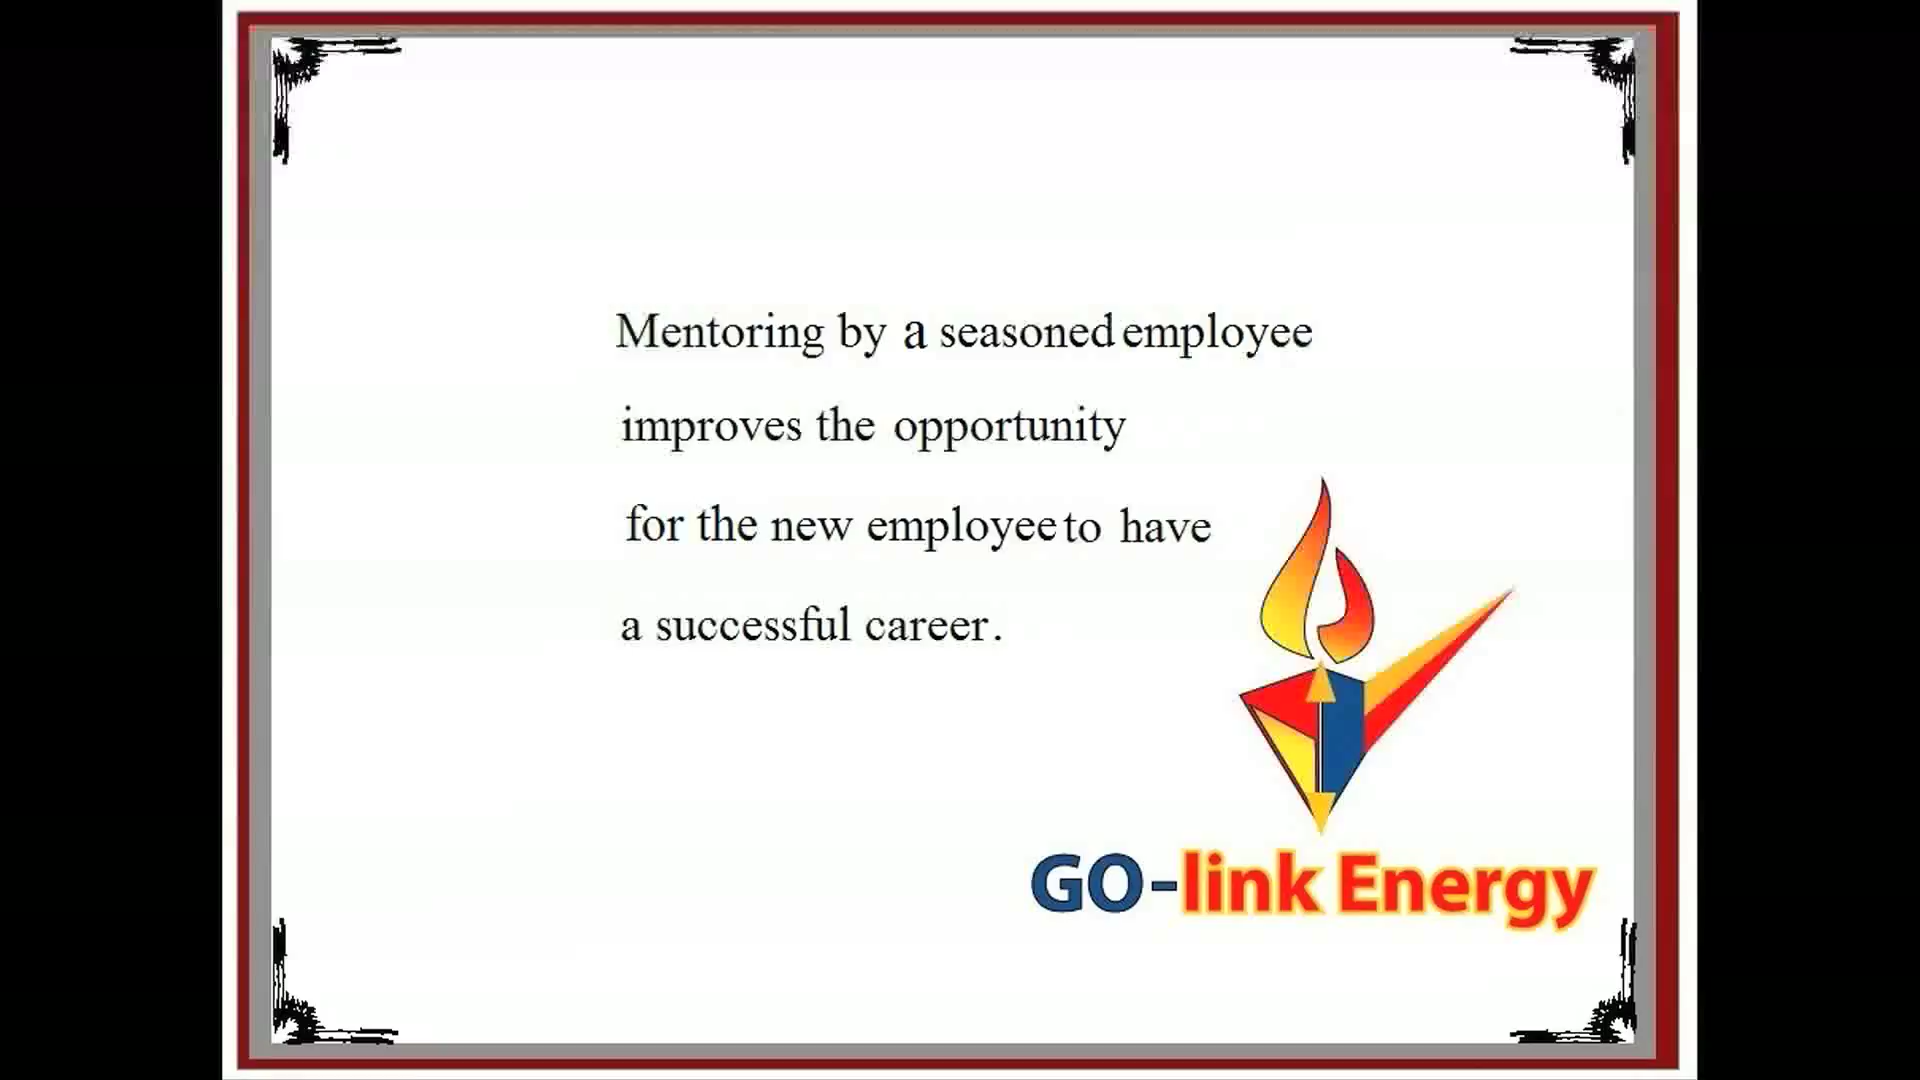 Mentoring by a seasoned employee
improves the opportunity
for the new employee to have
a successful career.
GO-link Energy